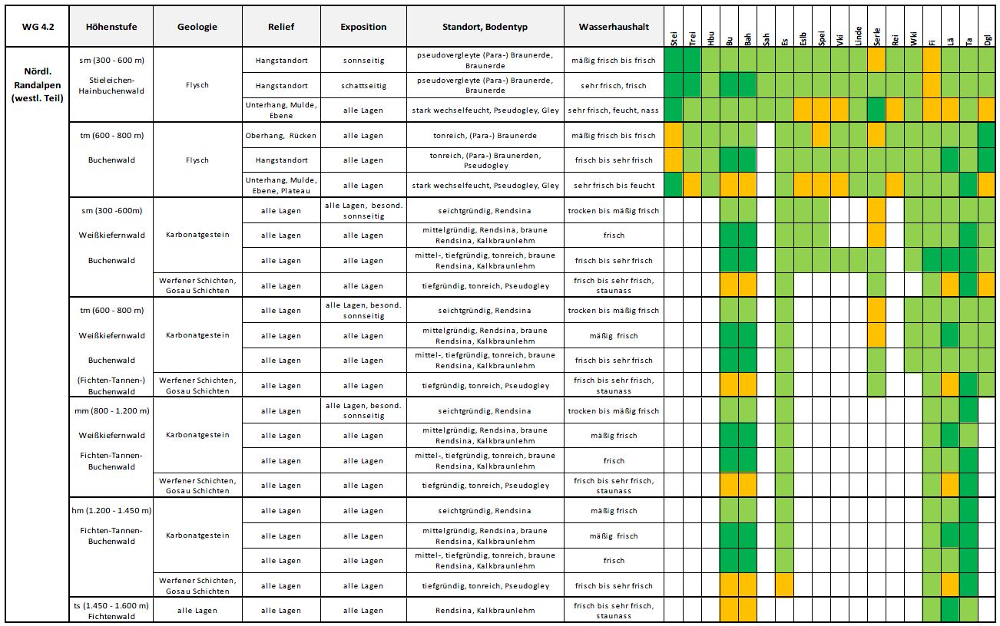 WG 4.2 Höhenstufe Geologie Relief Exposition Standort, Bodentyp Wasserhaushalt Stei Trei Hbu Bu Bah Sah Es Eslb Spei Vki Linde Serle Rei Wki Fi Lä Ta Dgl
Nördl.
Randalpen
(westl. Teil)
sm (300 - 600 m)
Stieleichen-
Hainbuchenwald
Flysch
Hangstandort sonnseitig pseudovergleyte (Para-) Braunerde,
Braunerde
mäßig frisch bis frisch
Hangstandort schattseitig pseudovergleyte (Para-) Braunerde,
Braunerde
sehr frisch, frisch
Unterhang, Mulde,
Ebene
alle Lagen stark wechselfeucht, Pseudogley, Gley sehr frisch, feucht, nass
tm (600 - 800 m)
Buchenwald
Flysch
Oberhang, Rücken alle Lagen tonreich, (Para-) Braunerde mäßig frisch bis frisch
Hangstandort alle Lagen tonreich, (Para-) Braunerden,
Pseudogley
frisch bis sehr frisch
Unterhang, Mulde,
Ebene, Plateau
alle Lagen stark wechselfeucht, Pseudogley, Gley sehr frisch bis feucht
sm (300 -600m)
Weißkiefernwald
Buchenwald
Karbonatgestein
alle Lagen alle Lagen, besond.
sonnseitig
seichtgründig, Rendsina trocken bis mäßig frisch
alle Lagen alle Lagen mittelgründig, Rendsina, braune
Rendsina, Kalkbraunlehm
frisch
alle Lagen alle Lagen mittel-, tiefgründig, tonreich, braune
Rendsina, Kalkbraunlehm
frisch bis sehr frisch
Werfener Schichten,
Gosau Schichten
alle Lagen alle Lagen tiefgründig, tonreich, Pseudogley frisch bis sehr frisch,
staunass
tm (600 - 800 m)
Weißkiefernwald
Buchenwald
(Fichten-Tannen-)
Buchenwald
Karbonatgestein
alle Lagen alle Lagen, besond.
sonnseitig
seichtgründig, Rendsina trocken bis mäßig frisch
alle Lagen alle Lagen mittelgründig, Rendsina, braune
Rendsina, Kalkbraunlehm
mäßig frisch
alle Lagen alle Lagen mittel-, tiefgründig, tonreich, braune
Rendsina, Kalkbraunlehm
frisch bis sehr frisch
Werfener Schichten,
Gosau Schichten
alle Lagen alle Lagen tiefgründig, tonreich, Pseudogley frisch bis sehr frisch,
staunass
mm (800 - 1.200 m)
Weißkiefernwald
Fichten-Tannen-
Buchenwald
Karbonatgestein
alle Lagen alle Lagen, besond.
sonnseitig
seichtgründig, Rendsina trocken bis mäßig frisch
alle Lagen alle Lagen mittelgründig, Rendsina, braune
Rendsina, Kalkbraunlehm
mäßig frisch
alle Lagen alle Lagen mittel-, tiefgründig, tonreich, braune
Rendsina, Kalkbraunlehm
frisch
Werfener Schichten,
Gosau Schichten
alle Lagen alle Lagen tiefgründig, tonreich, Pseudogley frisch bis sehr frisch,
staunass
hm (1.200 - 1.450 m)
Fichten-Tannen-
Buchenwald
Karbonatgestein
alle Lagen alle Lagen seichtgründig, Rendsina mäßig frisch
alle Lagen alle Lagen mittelgründig, Rendsina, braune
Rendsina, Kalkbraunlehm
mäßig frisch
alle Lagen alle Lagen mittel-, tiefgründig, tonreich, braune
Rendsina, Kalkbraunlehm
frisch
Werfener Schichten,
Gosau Schichten
alle Lagen alle Lagen tiefgründig, tonreich, Pseudogley frisch bis sehr frisch
ts (1.450 - 1.600 m)
Fichtenwald
alle Lagen alle Lagen alle Lagen Rendsina, Kalkbraunlehm frisch bis sehr frisch,
staunass